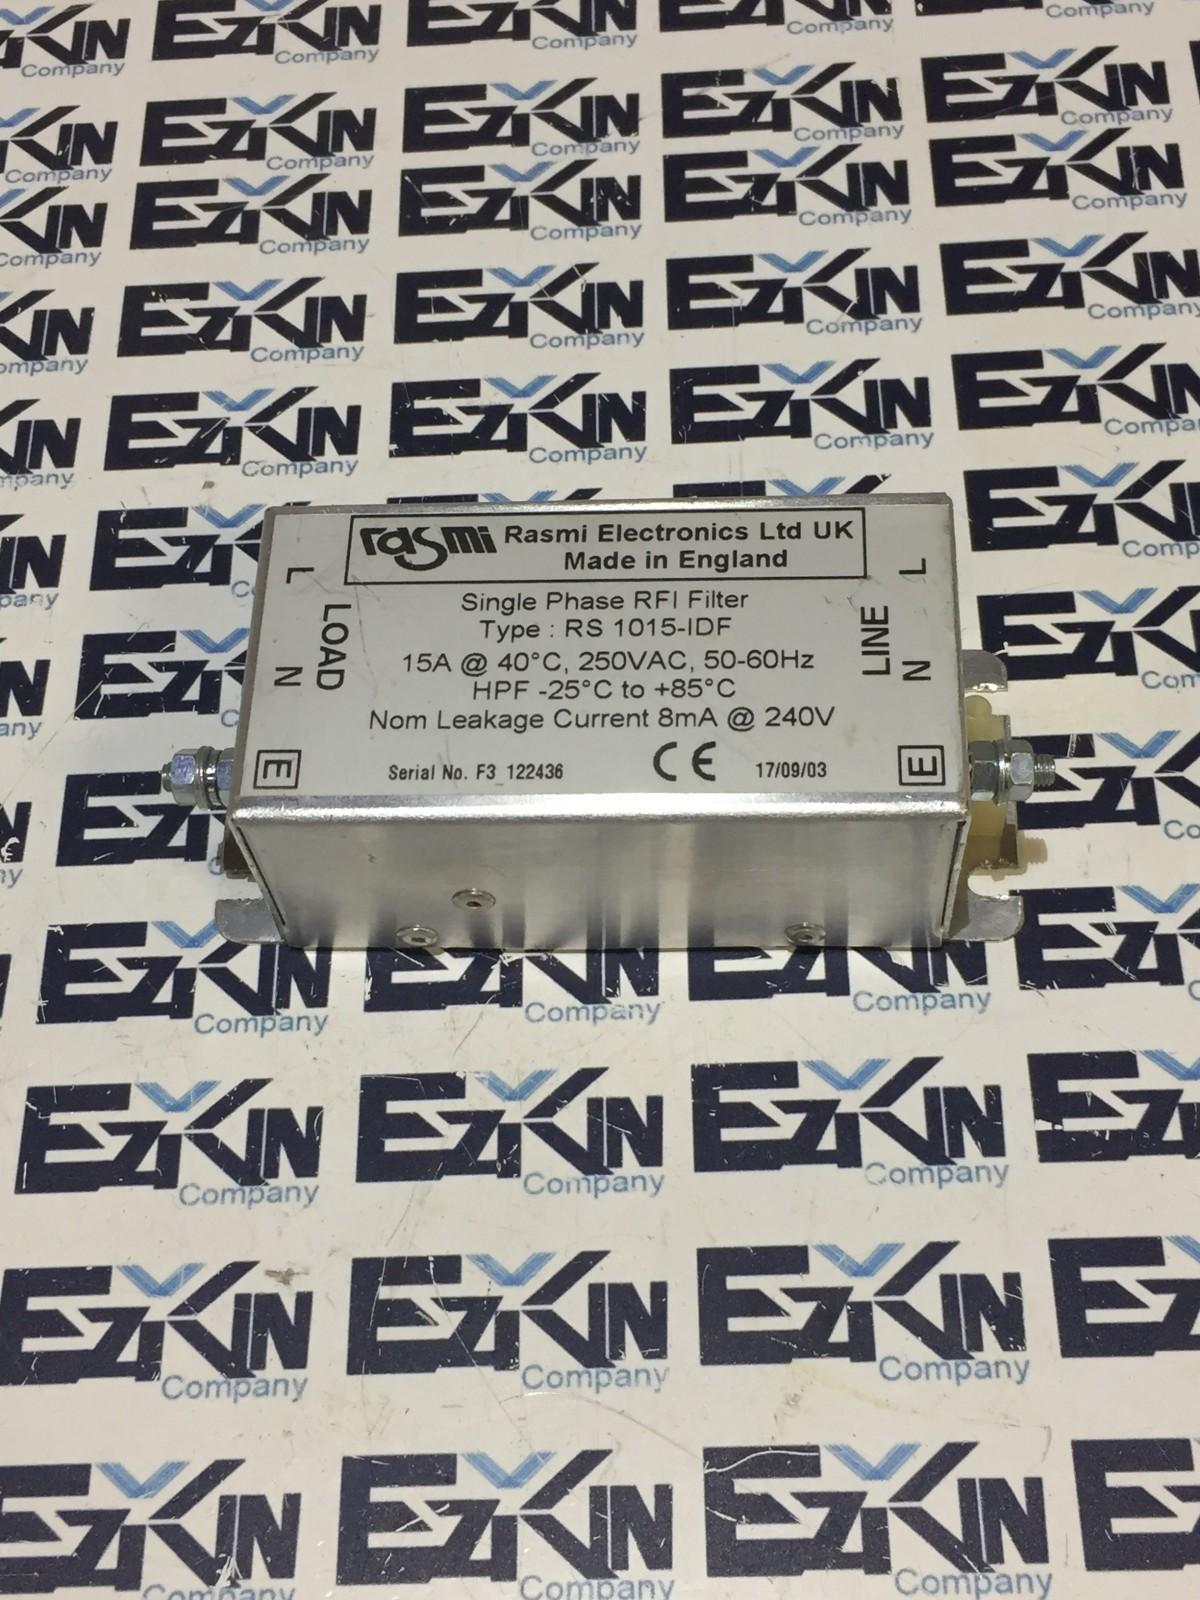 rasmi Rasmi Electronics Ltd UK
Made in England
Single Phase RFI Filter
Type : RS 1015-IDF
15A @ 40°C, 250VAC, 50-60Hz
HPF -25°C to +85°C
Nom Leakage Current 8mA @ 240V
Serial No. F3 122436 CE 17/09/03
L
LOAD
N
E
L
LINE
N
E
EZKIN
Company